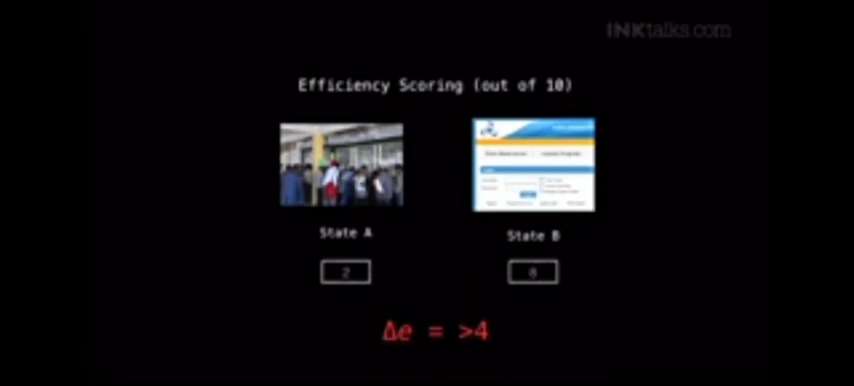 INKtalks.com
Efficiency Scoring (out of 10)
State A
State B
2
8
Δe = >4